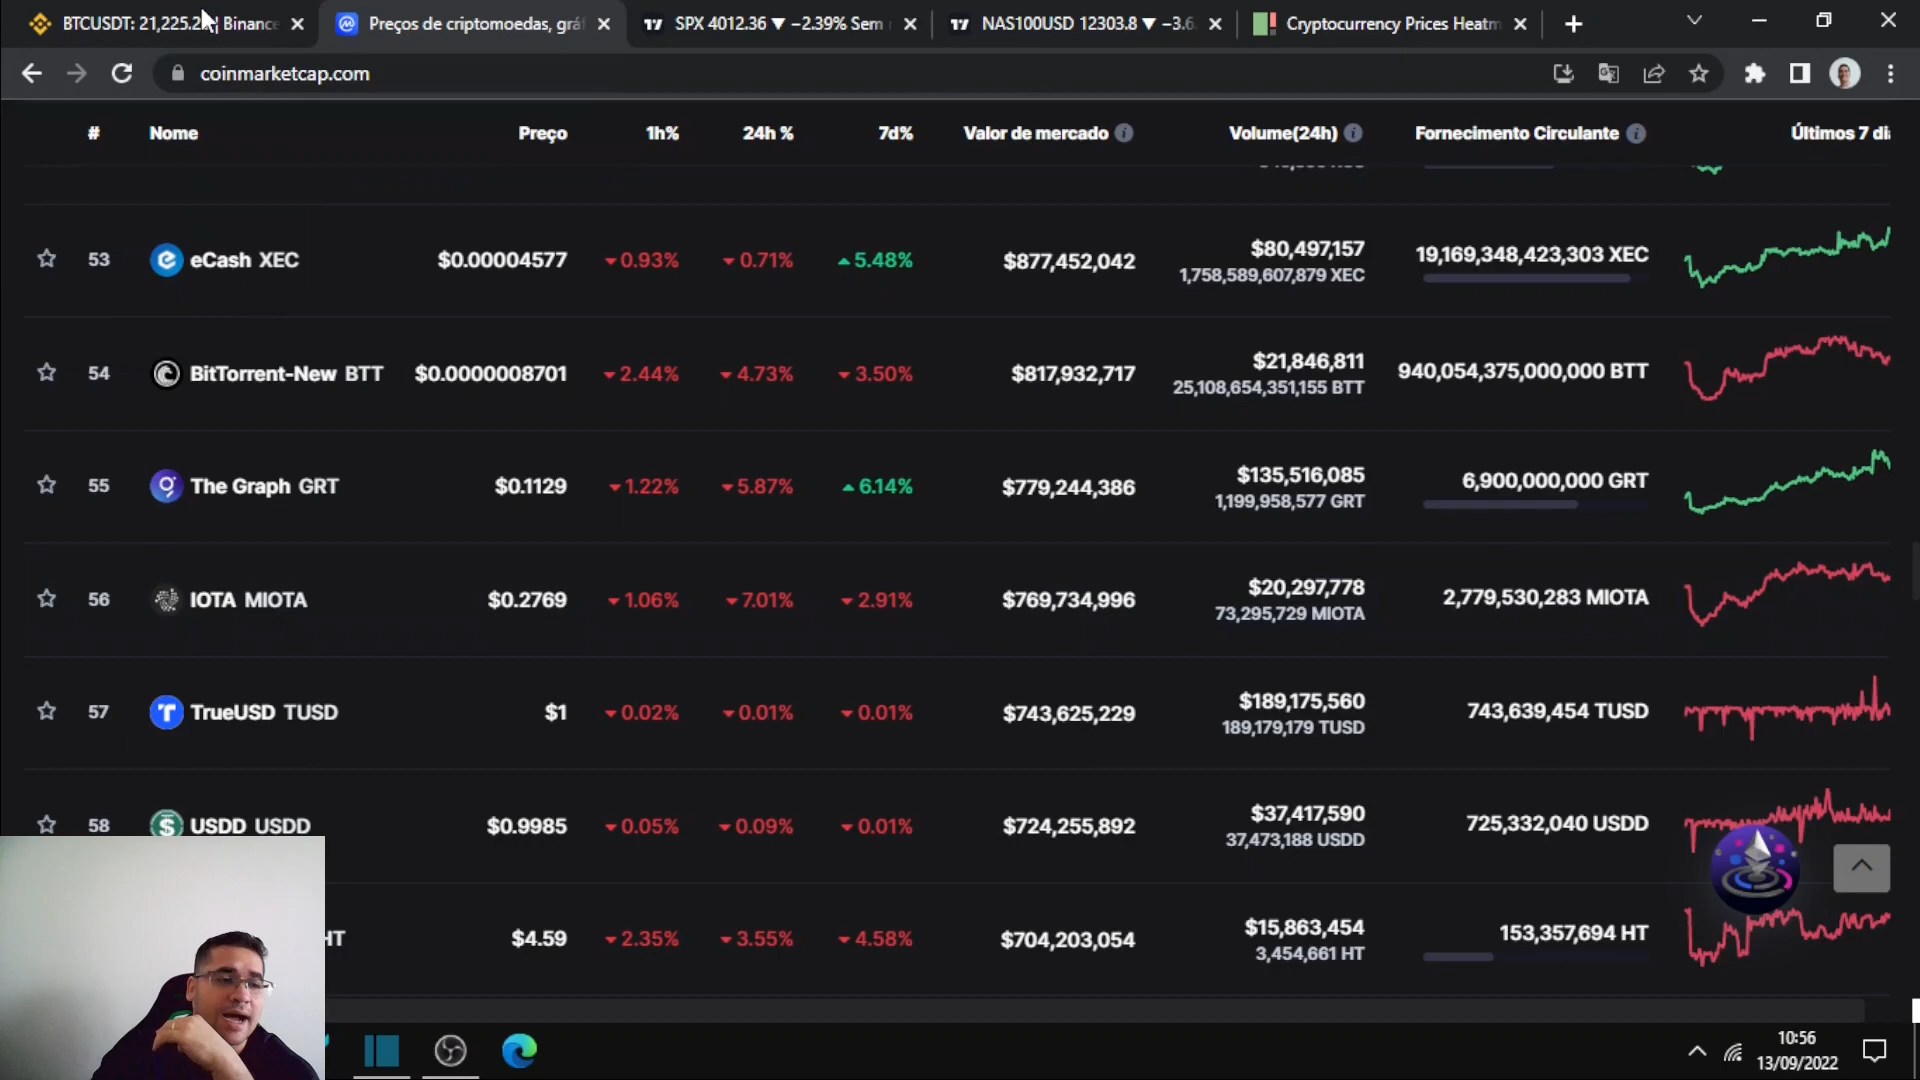 BTCUSDT: 21,225.2 | Binance
Preços de criptomoedas, grá
SPX 4012.36 ▼ −2.39% Sem
NAS100USD 12303.8 ▼ −3.6
Cryptocurrency Prices Heatm
coinmarketcap.com
# Nome Preço 1h% 24h % 7d% Valor de mercado Volume(24h) Fornecimento Circulante Últimos 7 di
53 eCash XEC $0.00004577 0.93% 0.71% 5.48% $877,452,042 $80,497,157 19,169,348,423,303 XEC
1,758,589,607,879 XEC
54 BitTorrent-New BTT $0.0000008701 2.44% 4.73% 3.50% $817,932,717 $21,846,811 940,054,375,000,000 BTT
25,108,654,351,155 BTT
55 The Graph GRT $0.1129 1.22% 5.87% 6.14% $779,244,386 $135,516,085 6,900,000,000 GRT
1,199,958,577 GRT
56 IOTA MIOTA $0.2769 1.06% 7.01% 2.91% $769,734,996 $20,297,778 2,779,530,283 MIOTA
73,295,729 MIOTA
57 TrueUSD TUSD $1 0.02% 0.01% 0.01% $743,625,229 $189,175,560 743,639,454 TUSD
189,179,179 TUSD
58 USDD USDD $0.9985 0.05% 0.09% 0.01% $724,255,892 $37,417,590 725,332,040 USDD
37,473,188 USDD
HT $4.59 2.35% 3.55% 4.58% $704,203,054 $15,863,454 153,357,694 HT
3,454,661 HT
10:56
13/09/2022